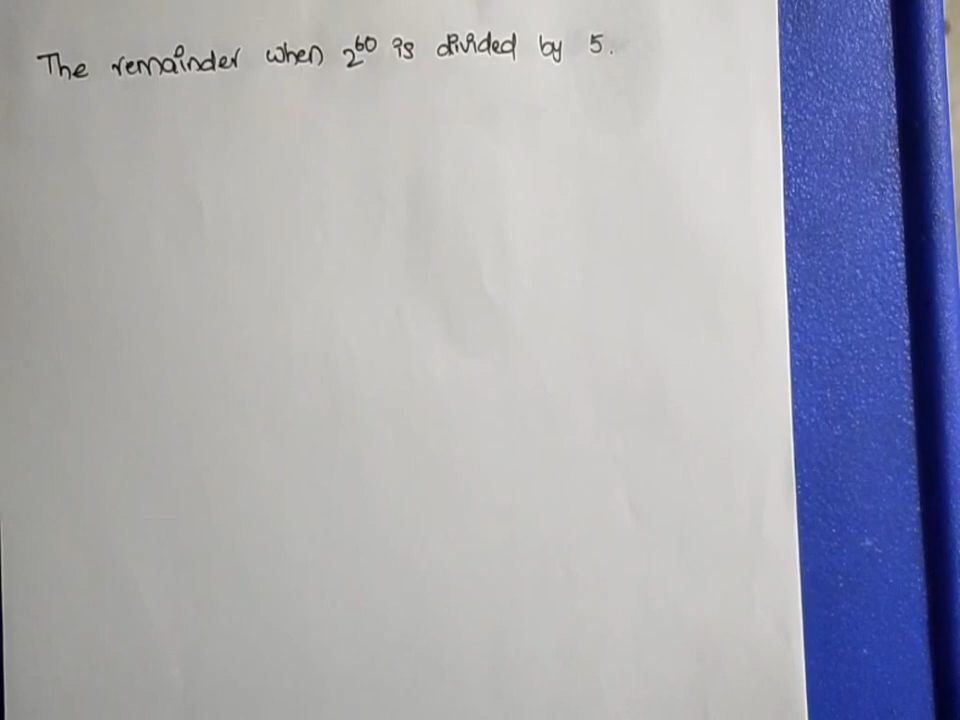 The remainder when 2^60 is divided by 5.